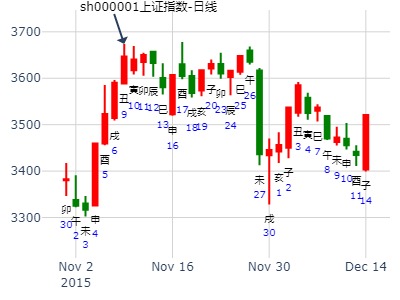 sh000001上证指数-日线
3700
3600
3500
3400
3300
卯
30
午
2
未
3
申
4
酉
5
戌
6
丑
9
寅
10
卯
11
辰
12
巳
13
申
16
酉
17
戌
18
亥
19
子
20
卯
23
辰
24
巳
25
午
26
未
27
戌
30
亥
1
子
2
丑
3
寅
4
巳
7
午
8
未
9
申
10
酉
11
子
14
Nov 2
2015
Nov 16
Nov 30
Dec 14